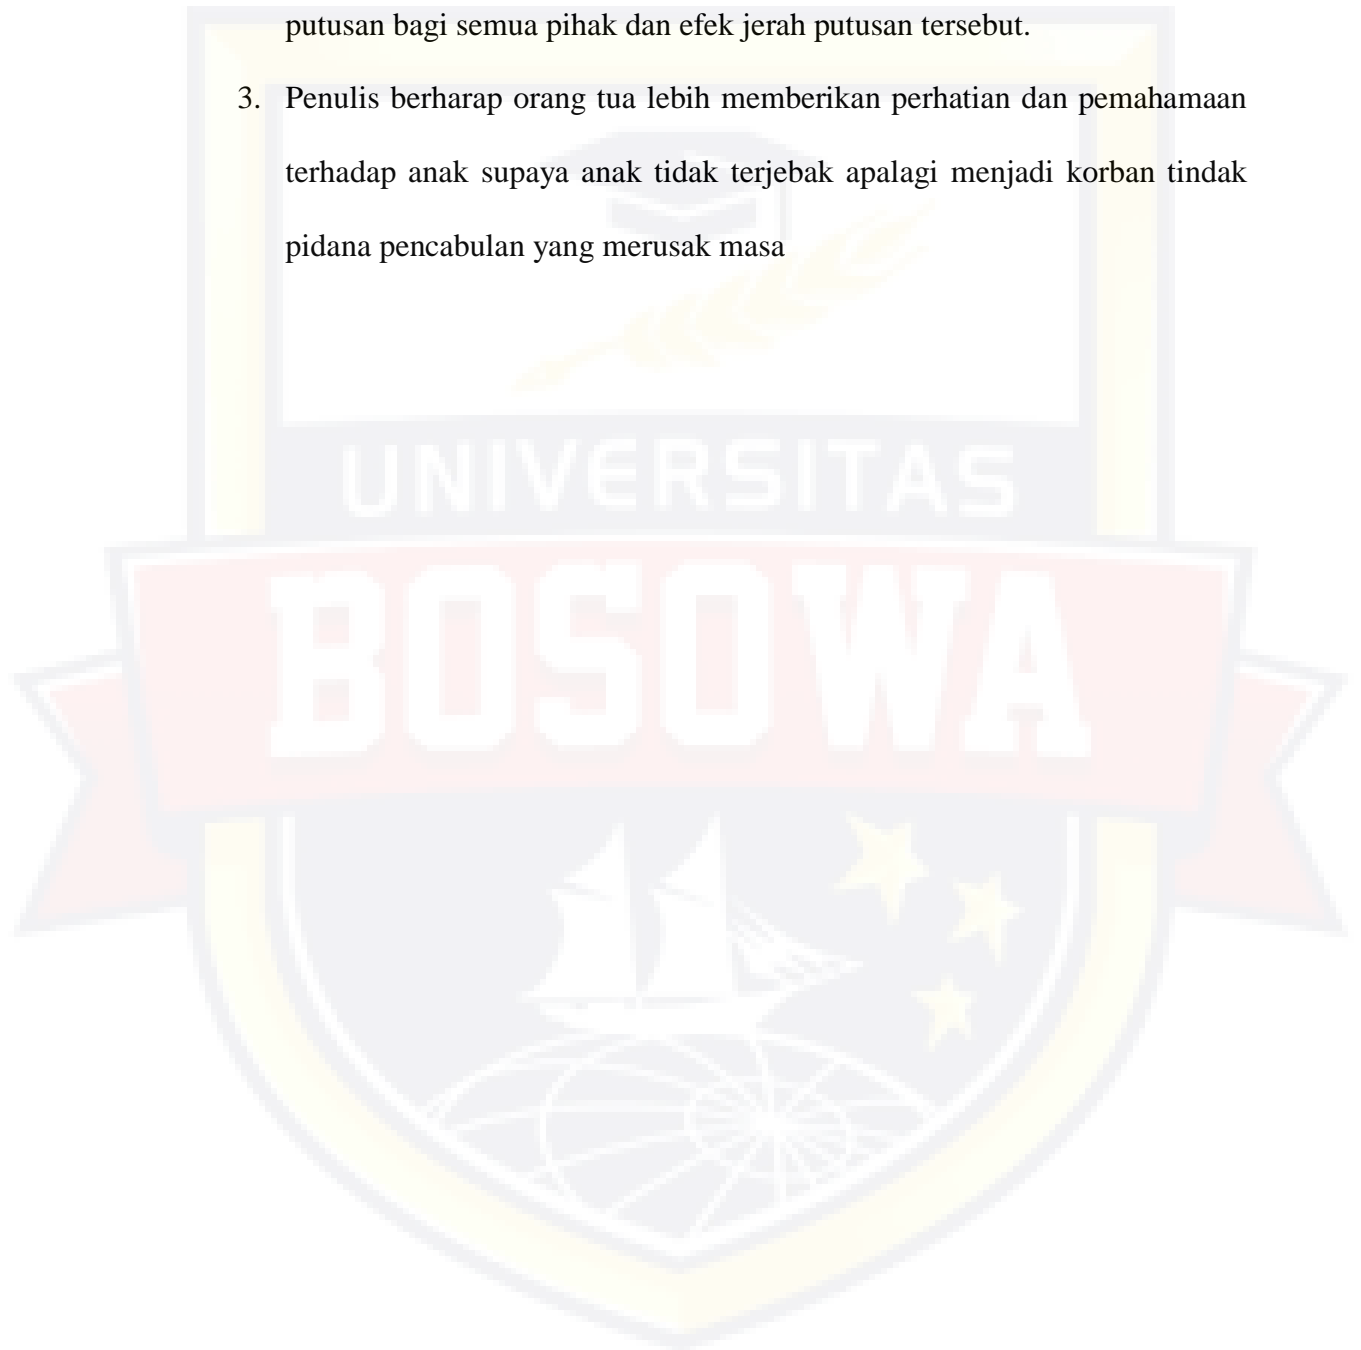 putusan bagi semua pihak dan efek jerah putusan tersebut.
3. Penulis berharap orang tua lebih memberikan perhatian dan pemahamaan
terhadap anak supaya anak tidak terjebak apalagi menjadi korban tindak
pidana pencabulan yang merusak masa
UNIVERSITAS
BOSOWA